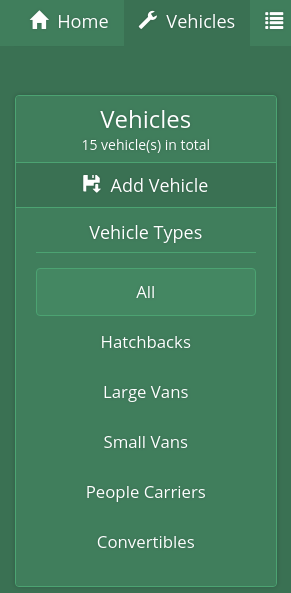 Home Vehicles
Vehicles
15 vehicle(s) in total
Add Vehicle
Vehicle Types
All
Hatchbacks
Large Vans
Small Vans
People Carriers
Convertibles